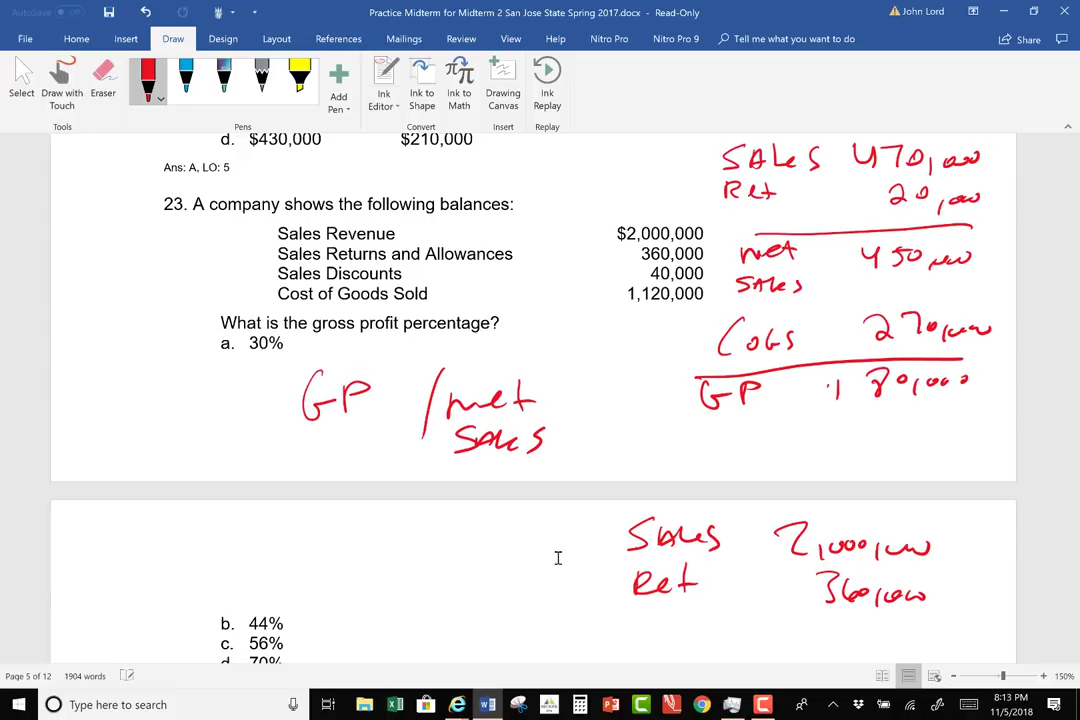 AutoSave Off
Practice Midterm for Midterm 2 San Jose State Spring 2017.docx - Read-Only
John Lord
File Home Insert Draw Design Layout References Mailings Review View Help Nitro Pro Nitro Pro 9 Tell me what you want to do
Share
Select
Draw with Touch
Eraser
Add Pen
Ink Editor
Ink to Shape
Ink to Math
Drawing Canvas
Ink Replay
Tools Pens Convert Insert Replay
d. $430,000 $210,000
Ans: A, LO: 5
SALES 470,000
Ret 20,000
net SALES 450,000
COGS 270,000
GP 180,000
23. A company shows the following balances:
Sales Revenue $2,000,000
Sales Returns and Allowances 360,000
Sales Discounts 40,000
Cost of Goods Sold 1,120,000
What is the gross profit percentage?
a. 30%
GP / net SALES
SALES 2,000,000
Ret 360,000
b. 44%
c. 56%
d. 70%
Page 5 of 12 1904 words
150%
Type here to search
8:13 PM
11/5/2018